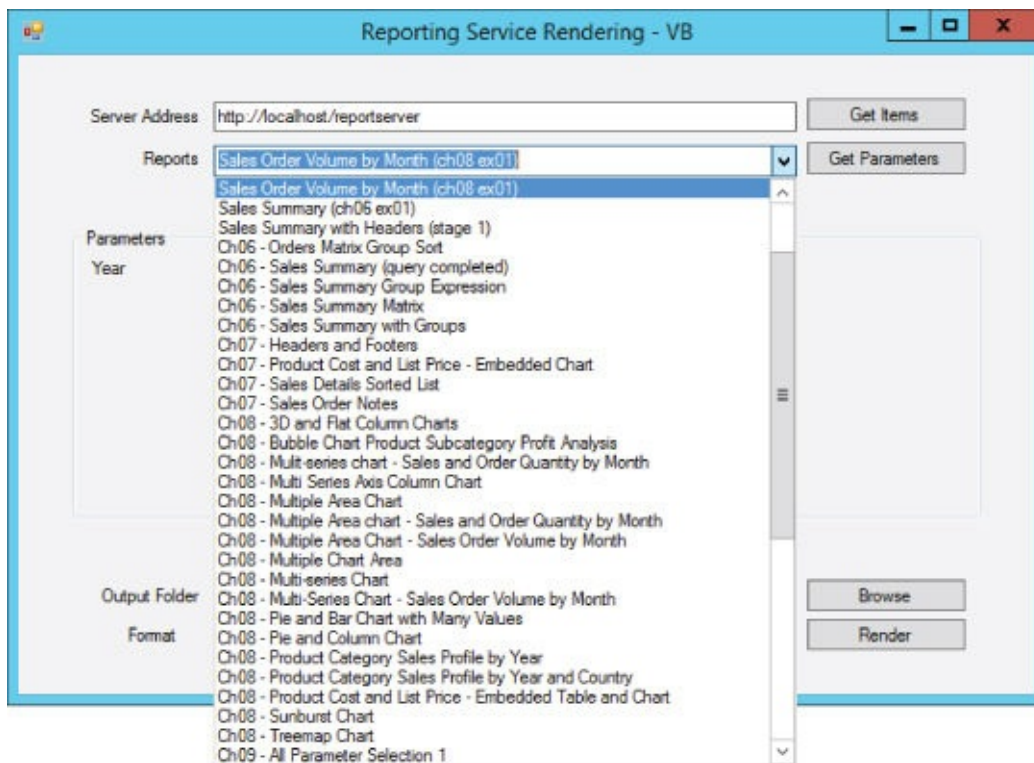 Reporting Service Rendering - VB
Server Address http://localhost/reportserver Get Items
Reports Sales Order Volume by Month (ch08 ex01) Get Parameters
Sales Order Volume by Month (ch08 ex01)
Sales Summary (ch06 ex01)
Sales Summary with Headers (stage 1)
Parameters
Year
Ch06 - Orders Matrix Group Sort
Ch06 - Sales Summary (query completed)
Ch06 - Sales Summary Group Expression
Ch06 - Sales Summary Matrix
Ch06 - Sales Summary with Groups
Ch07 - Headers and Footers
Ch07 - Product Cost and List Price - Embedded Chart
Ch07 - Sales Details Sorted List
Ch07 - Sales Order Notes
Ch08 - 3D and Flat Column Charts
Ch08 - Bubble Chart Product Subcategory Profit Analysis
Ch08 - Mulit-series chart - Sales and Order Quantity by Month
Ch08 - Multi Series Axis Column Chart
Ch08 - Multiple Area Chart
Ch08 - Multiple Area chart - Sales and Order Quantity by Month
Ch08 - Multiple Area Chart - Sales Order Volume by Month
Ch08 - Multiple Chart Area
Ch08 - Multi-series Chart
Ch08 - Multi-Series Chart - Sales Order Volume by Month
Ch08 - Pie and Bar Chart with Many Values
Ch08 - Pie and Column Chart
Ch08 - Product Category Sales Profile by Year
Ch08 - Product Category Sales Profile by Year and Country
Ch08 - Product Cost and List Price - Embedded Table and Chart
Ch08 - Sunburst Chart
Ch08 - Treemap Chart
Ch09 - All Parameter Selection 1
Output Folder Browse
Format Render